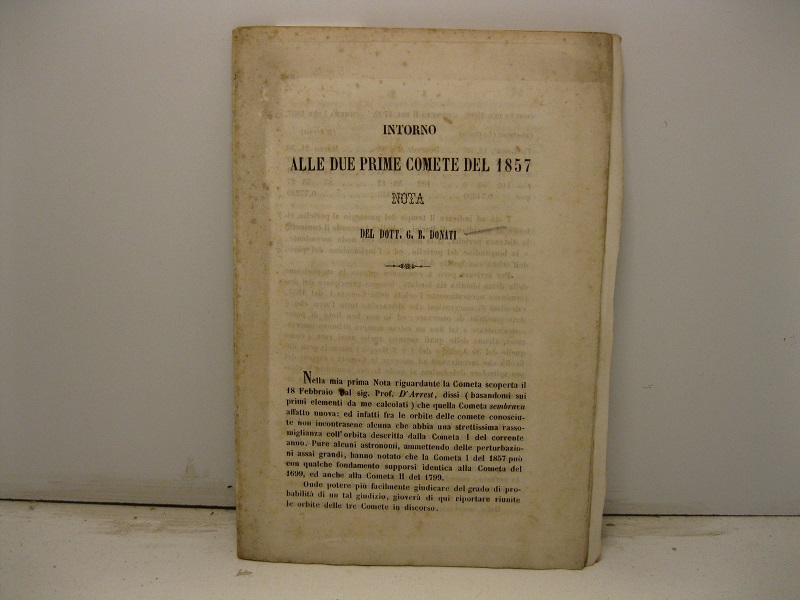 INTORNO
ALLE DUE PRIME COMETE DEL 1857
NOTA
DEL DOTT. G. B. DONATI
Nella mia prima Nota riguardante la Cometa scoperta il
18 Febbraio dal sig. Prof. D'Arrest, dissi (basandomi sui
primi elementi da me calcolati) che quella Cometa sembrava
affatto nuova: ed infatti fra le orbite delle comete conosciu-
te non incontrasene alcuna che abbia una strettissima rasso-
miglianza coll'orbita descritta dalla Cometa I del corrente
anno. Pure alcuni astronomi, ammettendo delle perturbazio-
ni assai grandi, hanno notato che la Cometa I del 1857 può
con qualche fondamento supporsi identica alla Cometa del
1699, ed anche alla Cometa II del 1799.
Onde potere più facilmente giudicare del grado di pro-
babilità di un tal giudizio, gioverà di qui riportare riunite
le orbite delle tre Comete in discorso.